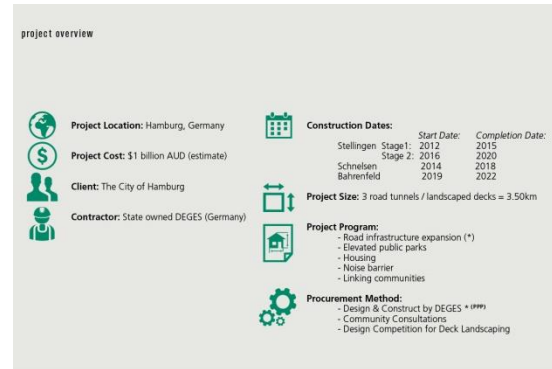 project overview
Project Location: Hamburg, Germany
Project Cost: $1 billion AUD (estimate)
Client: The City of Hamburg
Contractor: State owned DEGES (Germany)
Construction Dates:
Start Date: Completion Date:
Stellingen Stage1: 2012 2015
Stage 2: 2016 2020
Schnelsen 2014 2018
Bahrenfeld 2019 2022
Project Size: 3 road tunnels / landscaped decks = 3.50km
Project Program:
- Road infrastructure expansion (*)
- Elevated public parks
- Housing
- Noise barrier
- Linking communities
Procurement Method:
- Design & Construct by DEGES * (PPP)
- Community Consultations
- Design Competition for Deck Landscaping